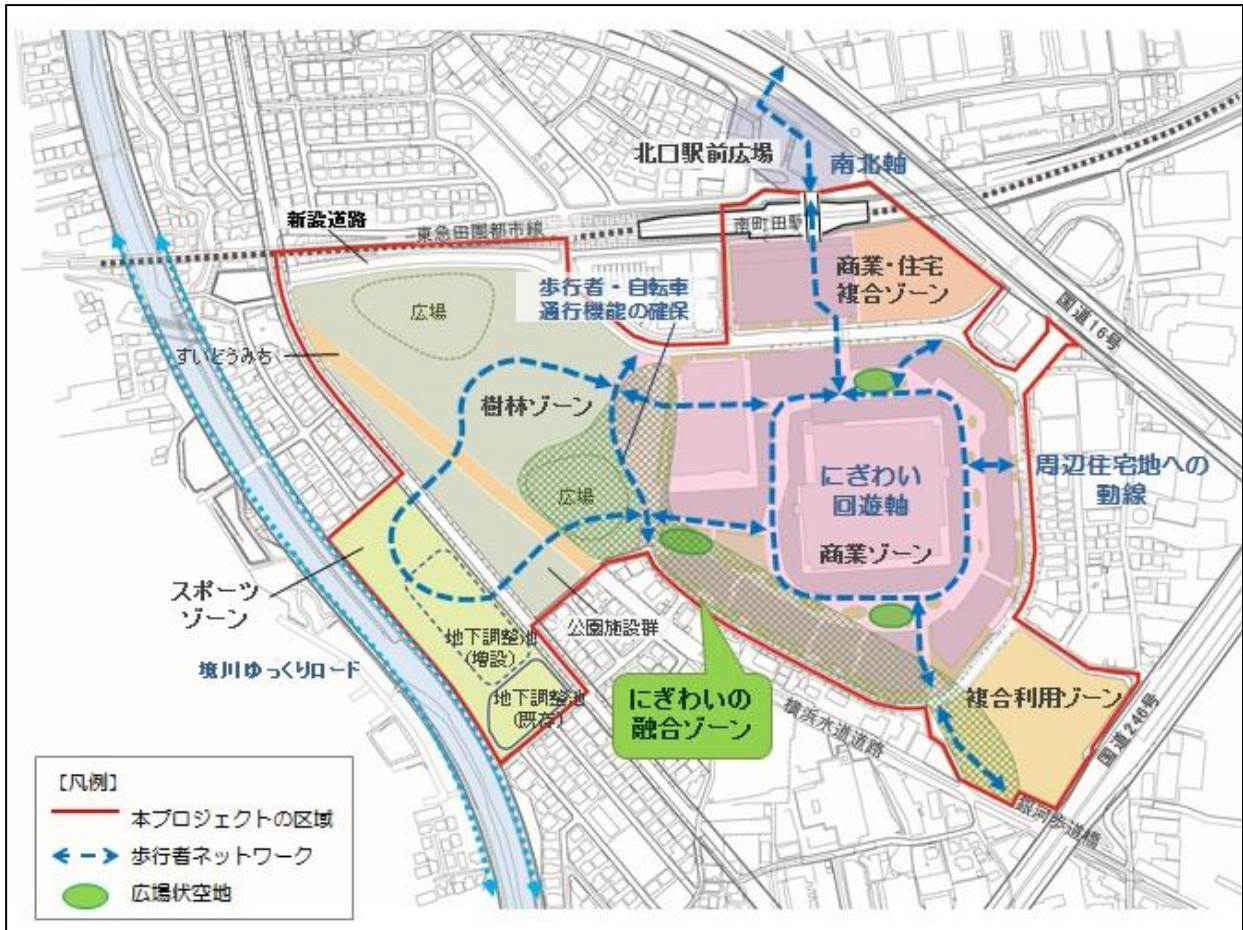 北口駅前広場
南北軸
新設道路
東急田園都市線
南町田駅
商業・住宅
複合ゾーン
国道16号
歩行者・自転車
通行機能の確保
広場
すいどうみち
樹林ゾーン
広場
にぎわい
回遊軸
商業ゾーン
周辺住宅地への
動線
スポーツ
ゾーン
公園施設群
地下調整池
(増設)
地下調整池
(既存)
境川ゆっくりロード
にぎわいの
融合ゾーン
複合利用ゾーン
横浜水道道路
国道246号
銀河歩道橋
[凡例]
本プロジェクトの区域
歩行者ネットワーク
広場状空地